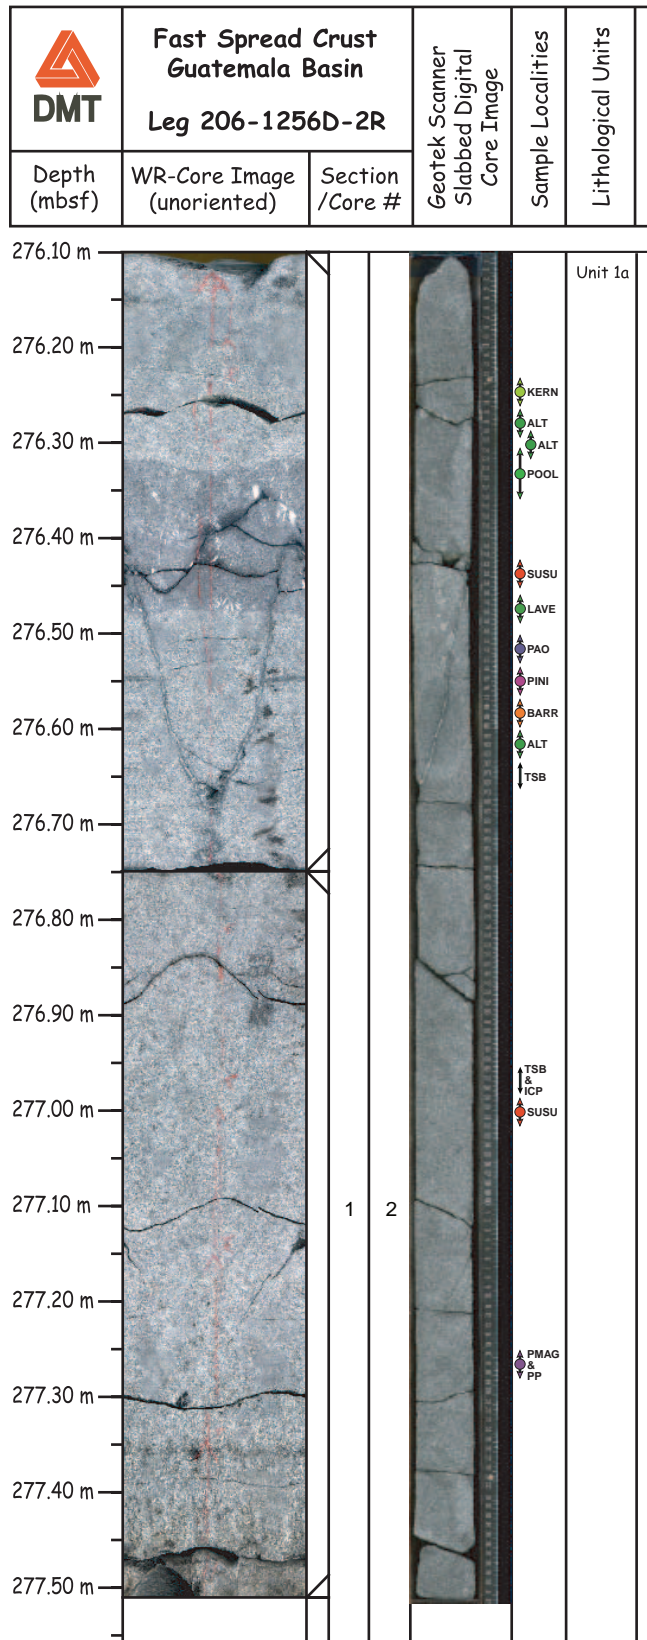 DMT
Fast Spread Crust
Guatemala Basin
Leg 206-1256D-2R
Depth
(mbsf)
WR-Core Image
(unoriented)
Section
/Core #
Geotek Scanner
Slabbed Digital
Core Image
Sample Localities
Lithological Units
276.10 m
Unit 1a
276.20 m
KERN
ALT
276.30 m
ALT
POOL
276.40 m
SUSU
LAVE
276.50 m
PAO
PINI
BARR
276.60 m
ALT
TSB
276.70 m
276.80 m
276.90 m
TSB
&
ICP
277.00 m
SUSU
277.10 m
1
2
277.20 m
PMAG
&
PP
277.30 m
277.40 m
277.50 m